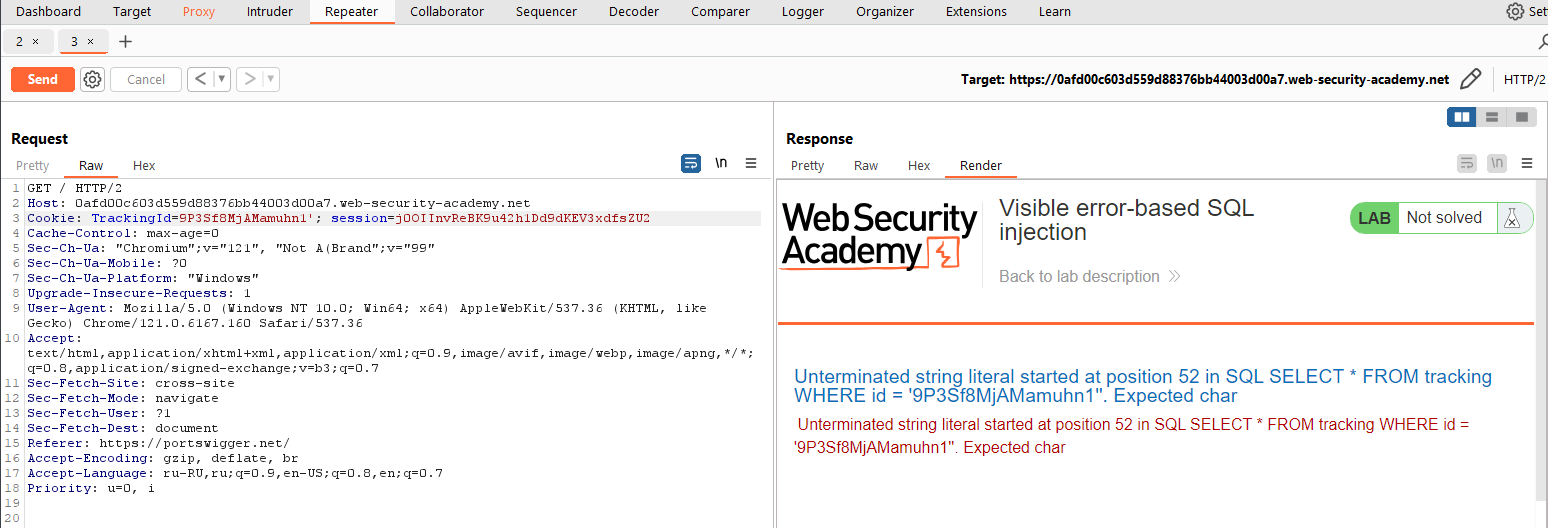 Dashboard Target Proxy Intruder Repeater Collaborator Sequencer Decoder Comparer Logger Organizer Extensions Learn Set
2 × 3 × +
Send Cancel < >
Target: https://0afd00c603d559d88376bb44003d00a7.web-security-academy.net HTTP/2
Request
Pretty Raw Hex \n
1 GET / HTTP/2
2 Host: 0afd00c603d559d88376bb44003d00a7.web-security-academy.net
3 Cookie: TrackingId=9P3Sf8MjAMamuhn1'; session=j0OIInvReBK9u42h1Dd9dKEV3xdfsZU2
4 Cache-Control: max-age=0
5 Sec-Ch-Ua: "Chromium";v="121", "Not A(Brand";v="99"
6 Sec-Ch-Ua-Mobile: ?0
7 Sec-Ch-Ua-Platform: "Windows"
8 Upgrade-Insecure-Requests: 1
9 User-Agent: Mozilla/5.0 (Windows NT 10.0; Win64; x64) AppleWebKit/537.36 (KHTML, like
Gecko) Chrome/121.0.6167.160 Safari/537.36
10 Accept:
text/html,application/xhtml+xml,application/xml;q=0.9,image/avif,image/webp,image/apng,*/*;
q=0.8,application/signed-exchange;v=b3;q=0.7
11 Sec-Fetch-Site: cross-site
12 Sec-Fetch-Mode: navigate
13 Sec-Fetch-User: ?1
14 Sec-Fetch-Dest: document
15 Referer: https://portswigger.net/
16 Accept-Encoding: gzip, deflate, br
17 Accept-Language: ru-RU,ru;q=0.9,en-US;q=0.8,en;q=0.7
18 Priority: u=0, i
19
20
Response
Pretty Raw Hex Render \n
Web Security
Academy
Visible error-based SQL
injection
Back to lab description
LAB Not solved
Unterminated string literal started at position 52 in SQL SELECT * FROM tracking
WHERE id = '9P3Sf8MjAMamuhn1''. Expected char
Unterminated string literal started at position 52 in SQL SELECT * FROM tracking WHERE id =
'9P3Sf8MjAMamuhn1''. Expected char